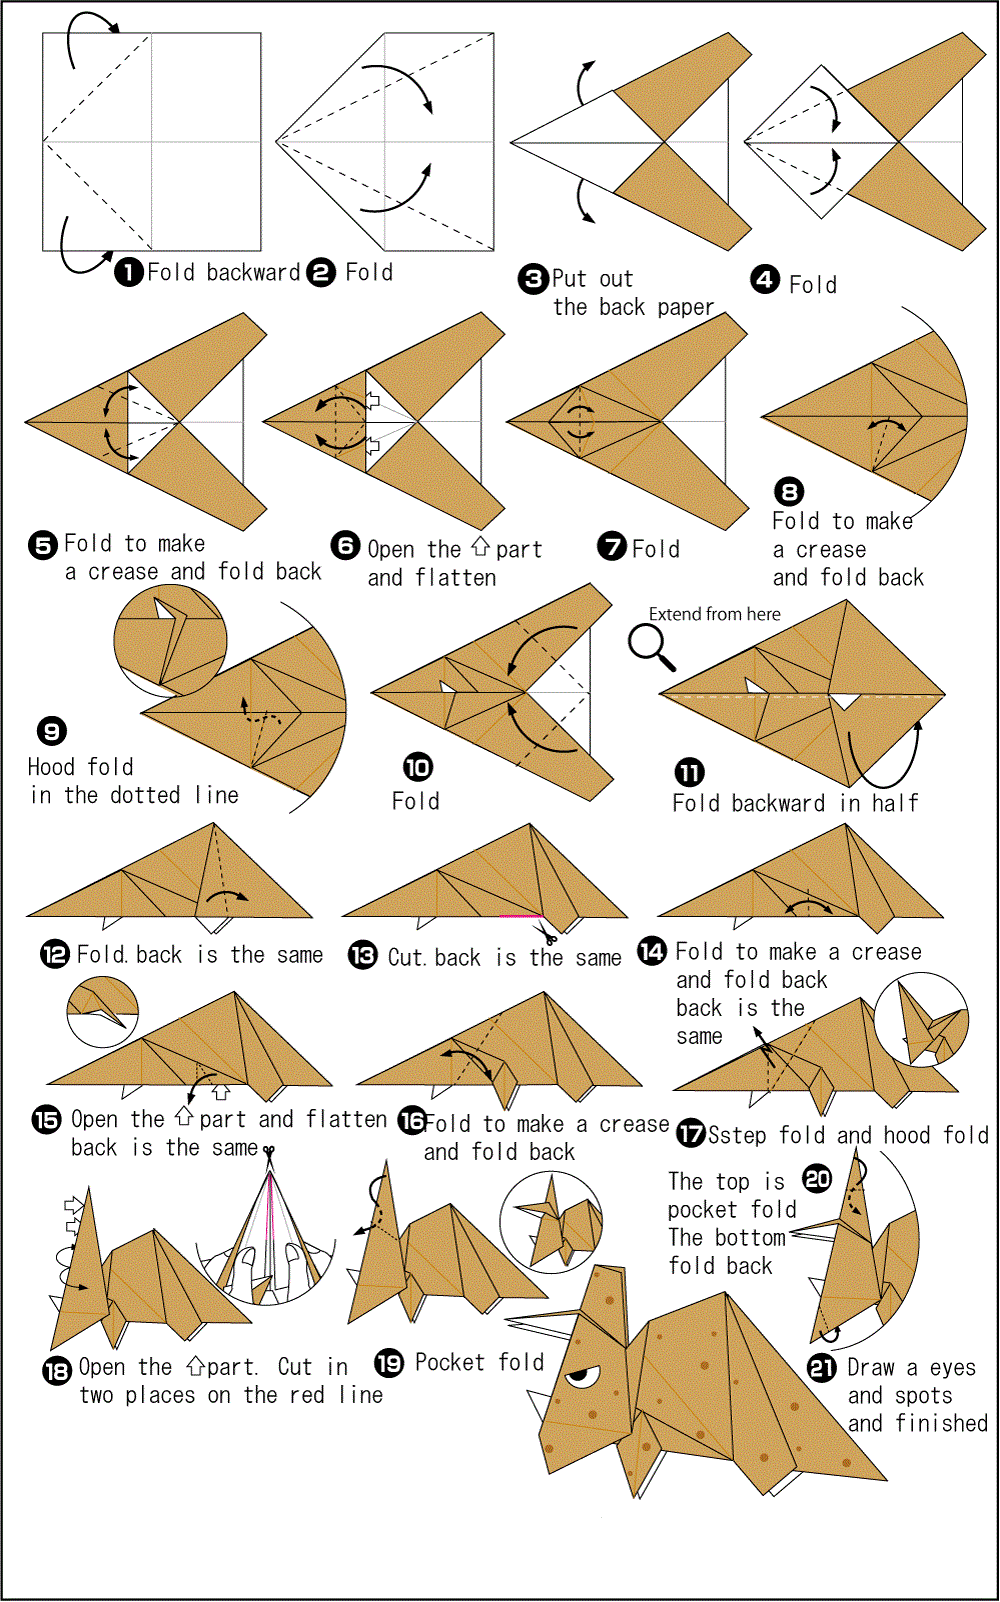 1 Fold backward
2 Fold
3 Put out
the back paper
4 Fold
5 Fold to make
a crease and fold back
6 Open the ⇧ part
and flatten
7 Fold
8
Fold to make
a crease
and fold back
9
Hood fold
in the dotted line
10
Fold
Extend from here
11
Fold backward in half
12 Fold.back is the same
13 Cut.back is the same
14 Fold to make a crease
and fold back
back is the
same
15 Open the ⇧ part and flatten
back is the same
16 Fold to make a crease
and fold back
17 Sstep fold and hood fold
18 Open the ⇧ part. Cut in
two places on the red line
19 Pocket fold
20
The top is
pocket fold
The bottom
fold back
21 Draw a eyes
and spots
and finished